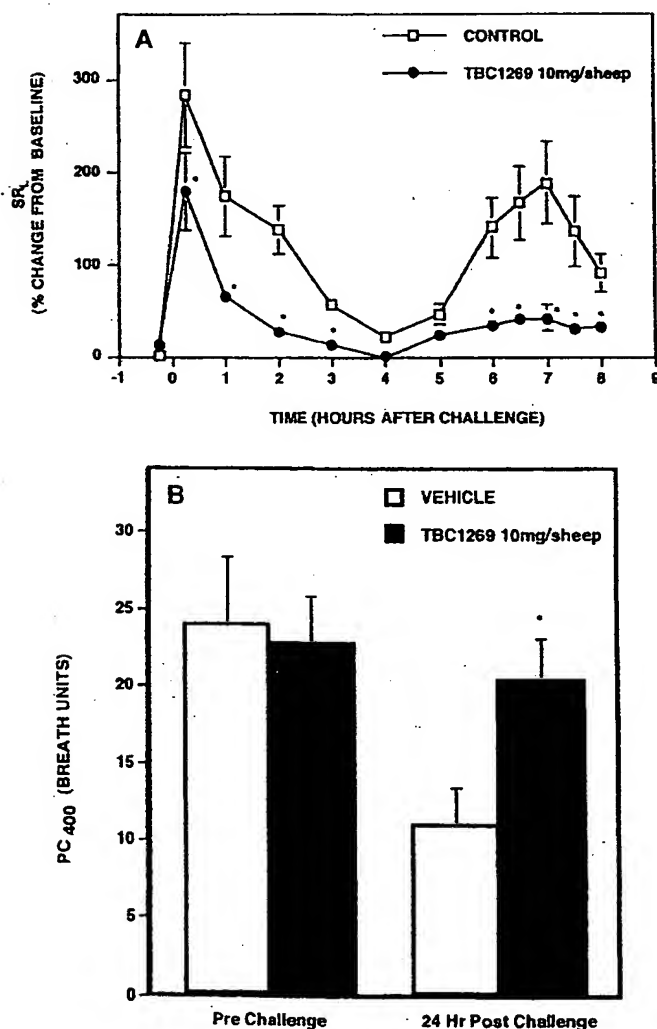 A
CONTROL
TBC1269 10mg/sheep
300
200
100
0
SRL
(% CHANGE FROM BASELINE)
-1 0 1 2 3 4 5 6 7 8 9
TIME (HOURS AFTER CHALLENGE)
B
VEHICLE
TBC1269 10mg/sheep
30
25
20
15
10
5
0
PC400 (BREATH UNITS)
Pre Challenge
24 Hr Post Challenge